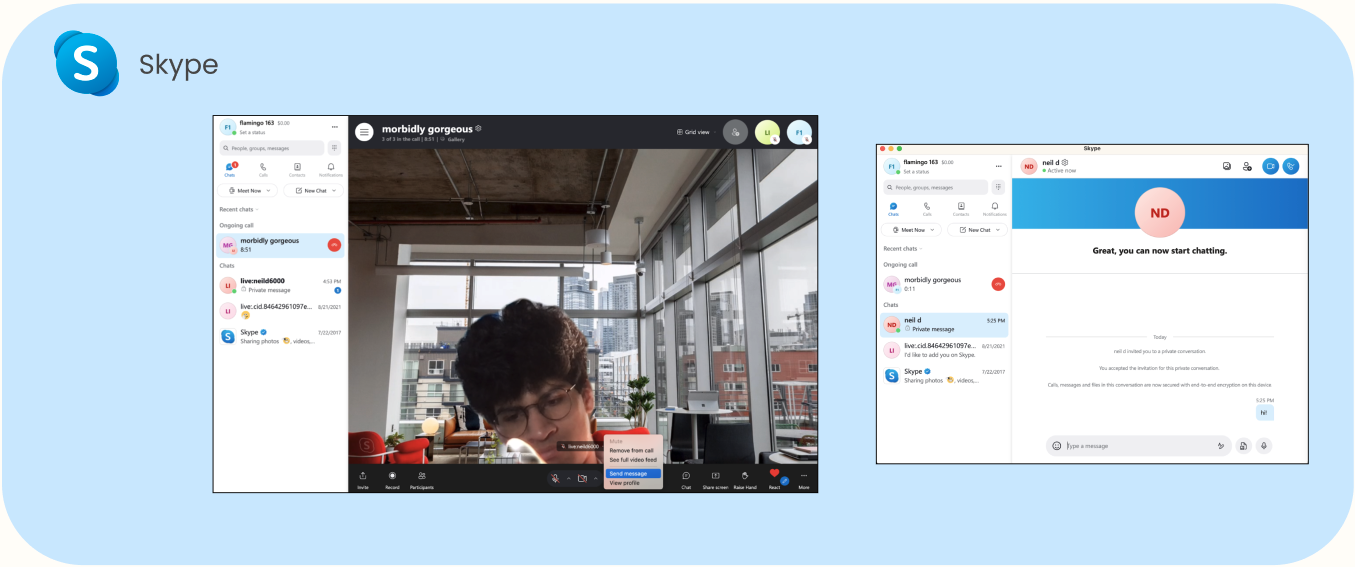 Skype
flamingo 163 $0.00
Set a status
People, groups, messages
Chats Calls Contacts Notifications
Meet Now New Chat
Recent chats
Ongoing call
morbidly gorgeous
8:51
Chats
live:neild6000 4:53 PM
Private message
live:.cid.84642961097e... 8/21/2021
Skype 7/22/2017
Sharing photos , videos,...
morbidly gorgeous
3 of 3 in the call | 8:51 | Gallery
Grid view
LI F1
live:neild6000
Mute
Remove from call
See full video feed
Send message
View profile
Invite Record Participants Chat Share screen Raise Hand React More
Skype
flamingo 163 $0.00
Set a status
People, groups, messages
Chats Calls Contacts Notifications
Meet Now New Chat
Recent chats
Ongoing call
morbidly gorgeous
0:11
Chats
neil d 5:25 PM
Private message
live:.cid.84642961097e... 8/21/2021
I'd like to add you on Skype.
Skype 7/22/2017
Sharing photos , videos,...
ND neil d
Active now
ND
Great, you can now start chatting.
Today
neil d invited you to a private conversation.
You accepted the invitation for this private conversation.
Calls, messages and files in this conversation are now secured with end-to-end encryption on this device.
5:25 PM
hi!
Type a message